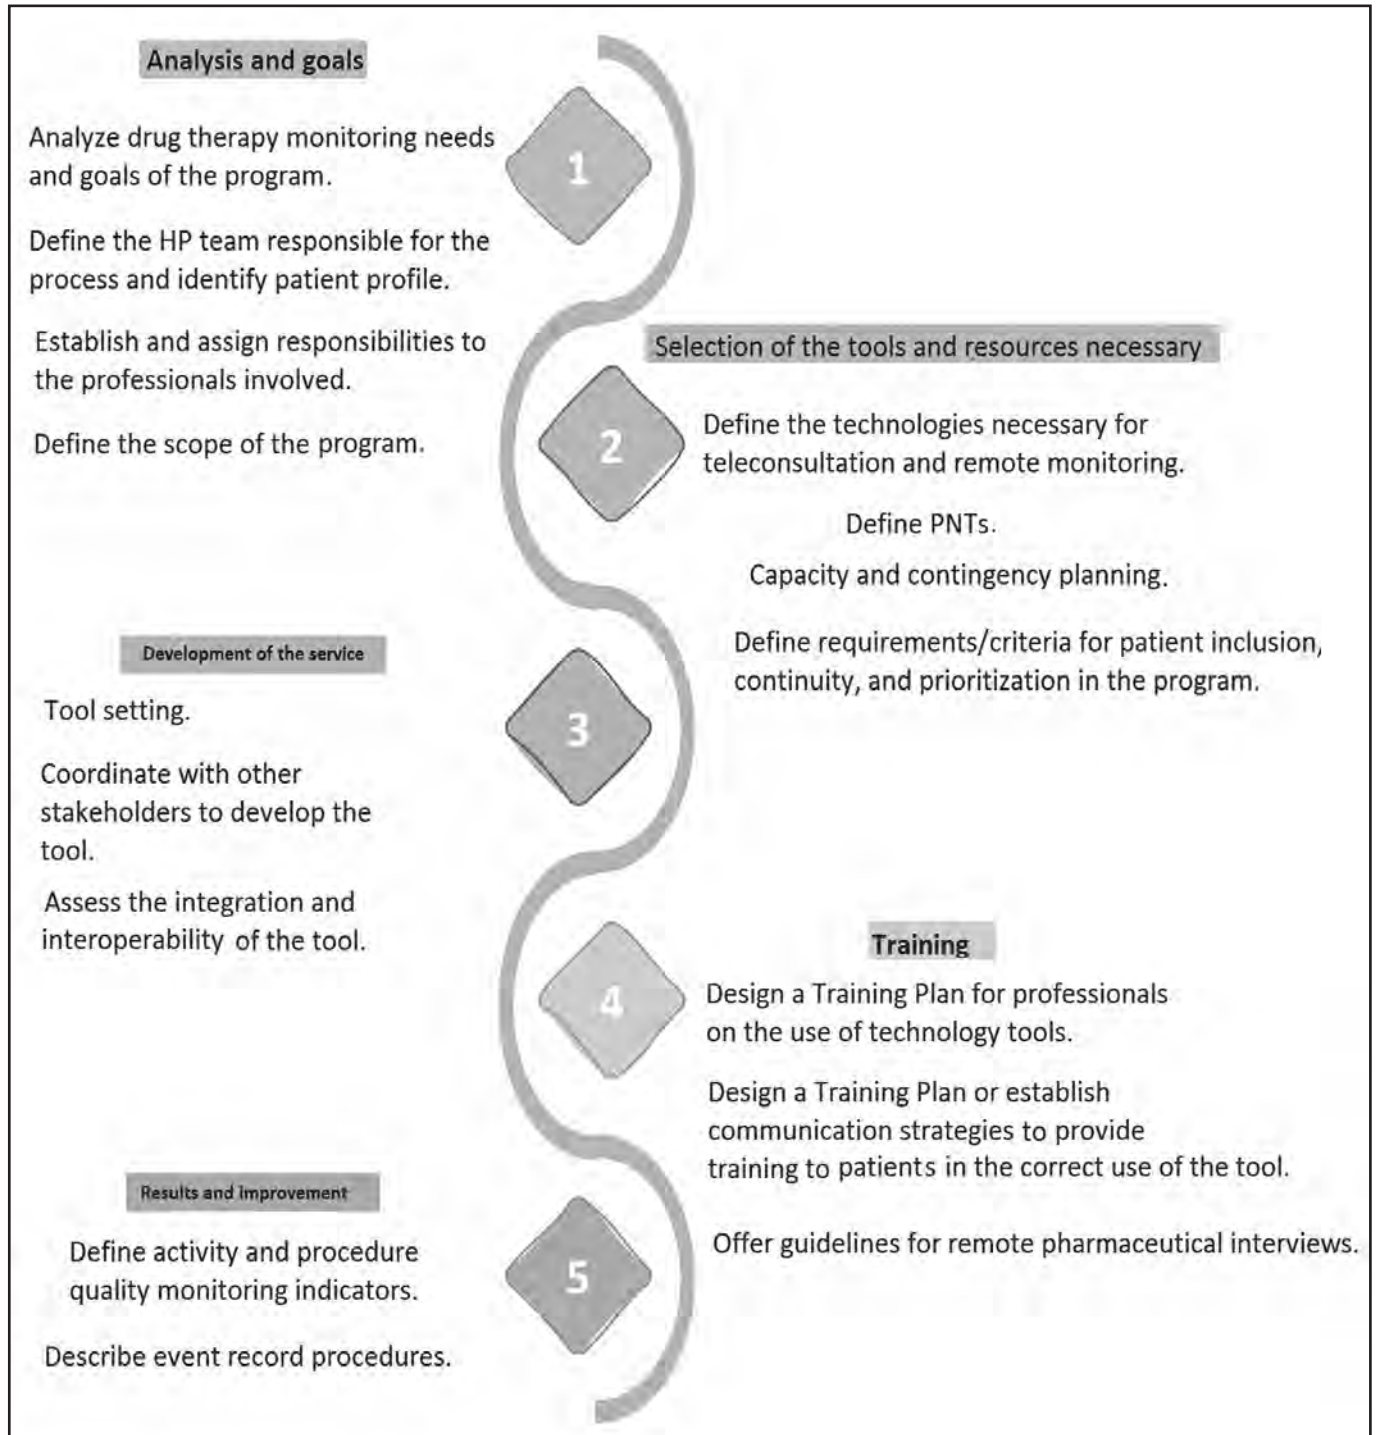 Analysis and goals
1
Analyze drug therapy monitoring needs
and goals of the program.
Define the HP team responsible for the
process and identify patient profile.
Establish and assign responsibilities to
the professionals involved.
Define the scope of the program.
Selection of the tools and resources necessary
2
Define the technologies necessary for
teleconsultation and remote monitoring.
Define PNTs.
Capacity and contingency planning.
Define requirements/criteria for patient inclusion,
continuity, and prioritization in the program.
Development of the service
3
Tool setting.
Coordinate with other
stakeholders to develop the
tool.
Assess the integration and
interoperability of the tool.
Training
4
Design a Training Plan for professionals
on the use of technology tools.
Design a Training Plan or establish
communication strategies to provide
training to patients in the correct use of the tool.
Offer guidelines for remote pharmaceutical interviews.
Results and improvement
5
Define activity and procedure
quality monitoring indicators.
Describe event record procedures.